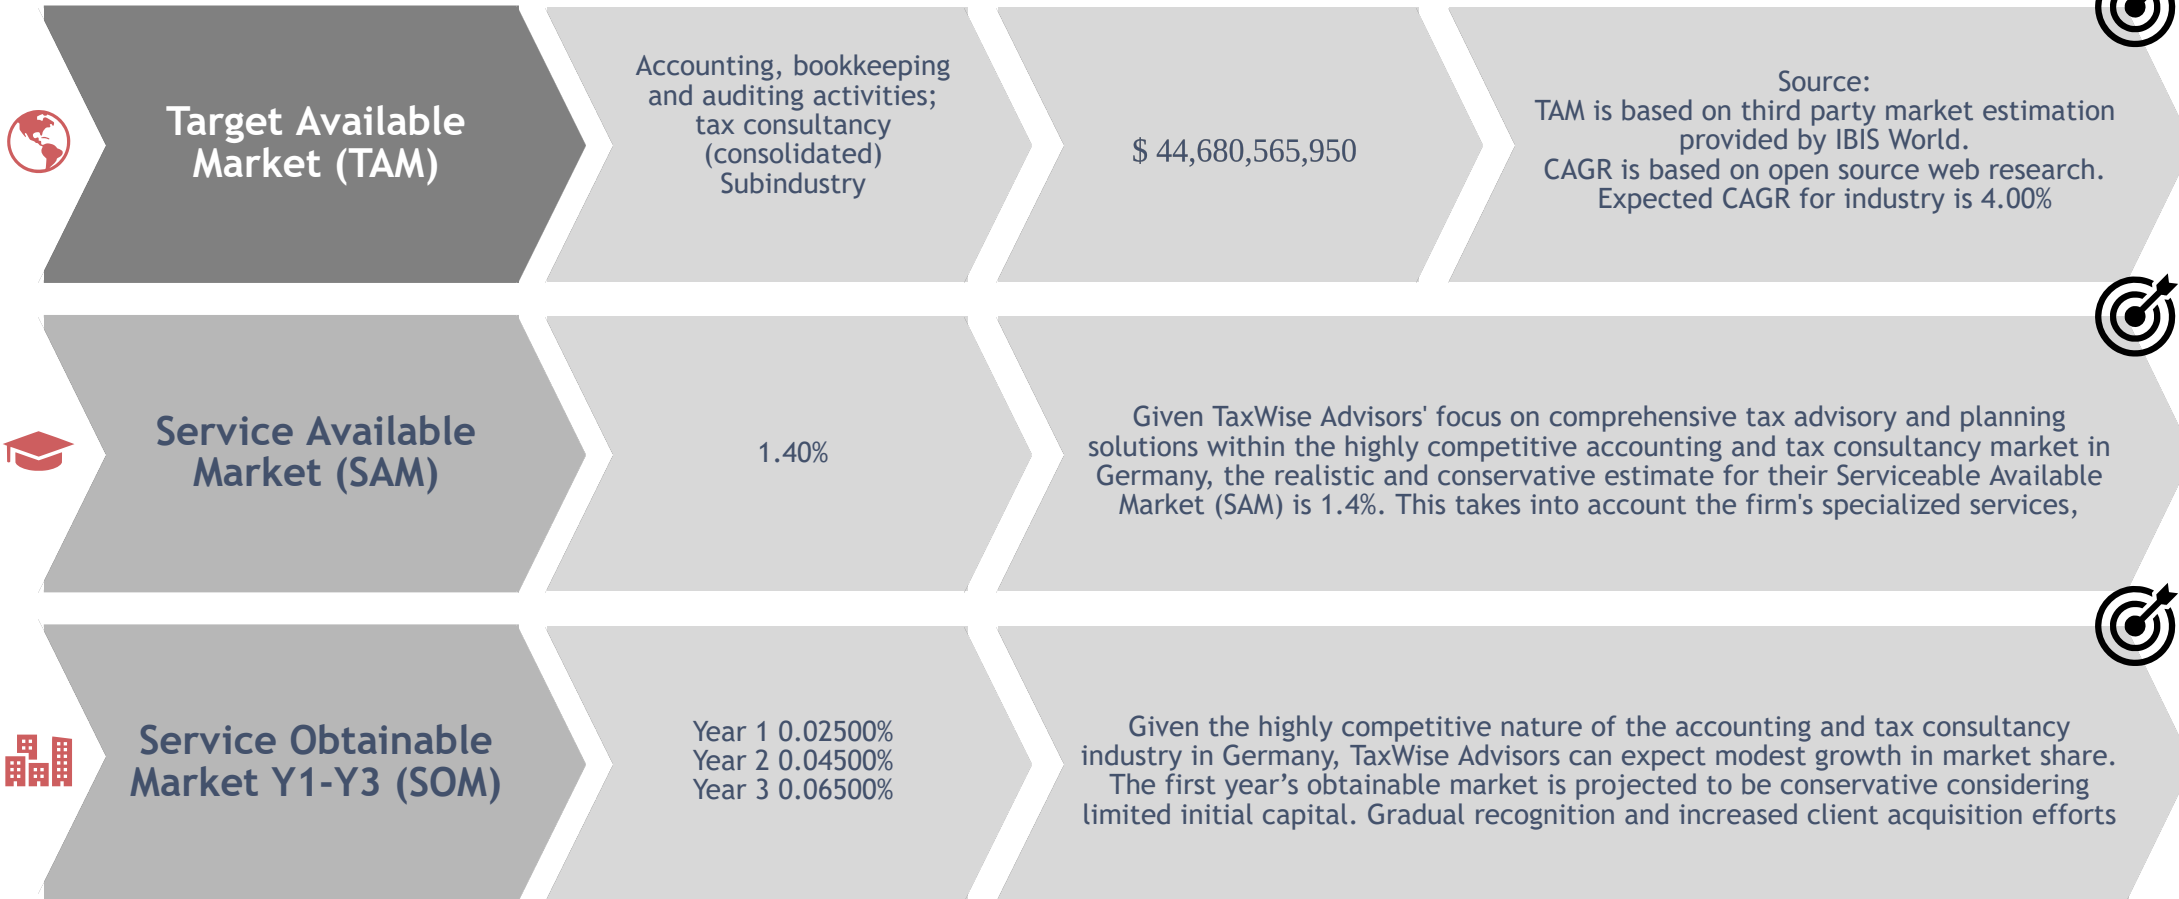 Target Available
Market (TAM)
Accounting, bookkeeping
and auditing activities;
tax consultancy
(consolidated)
Subindustry
$ 44,680,565,950
Source:
TAM is based on third party market estimation
provided by IBIS World.
CAGR is based on open source web research.
Expected CAGR for industry is 4.00%
Service Available
Market (SAM)
1.40%
Given TaxWise Advisors' focus on comprehensive tax advisory and planning
solutions within the highly competitive accounting and tax consultancy market in
Germany, the realistic and conservative estimate for their Serviceable Available
Market (SAM) is 1.4%. This takes into account the firm's specialized services,
Service Obtainable
Market Y1-Y3 (SOM)
Year 1 0.02500%
Year 2 0.04500%
Year 3 0.06500%
Given the highly competitive nature of the accounting and tax consultancy
industry in Germany, TaxWise Advisors can expect modest growth in market share.
The first year’s obtainable market is projected to be conservative considering
limited initial capital. Gradual recognition and increased client acquisition efforts